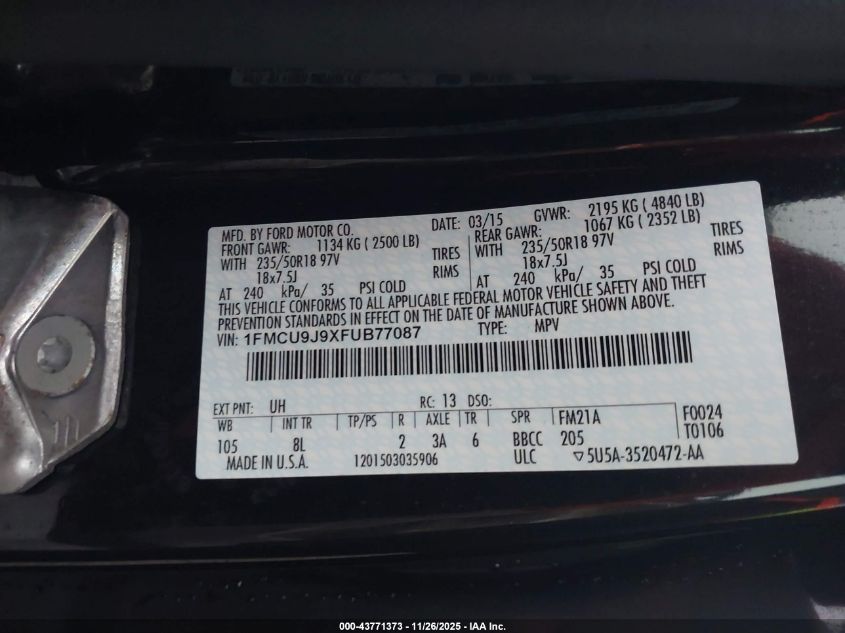 MFD. BY FORD MOTOR CO. DATE: 03/15 GVWR: 2195 KG ( 4840 LB)
FRONT GAWR: 1134 KG ( 2500 LB) REAR GAWR: 1067 KG ( 2352 LB)
WITH 235/50R18 97V TIRES WITH 235/50R18 97V TIRES
18x7.5J RIMS 18x7.5J RIMS
AT 240 kPa/ 35 PSI COLD AT 240 kPa/ 35 PSI COLD
THIS VEHICLE CONFORMS TO ALL APPLICABLE FEDERAL MOTOR VEHICLE SAFETY AND THEFT
PREVENTION STANDARDS IN EFFECT ON THE DATE OF MANUFACTURE SHOWN ABOVE.
VIN: 1FMCU9J9XFUB77087 TYPE: MPV
EXT PNT: UH RC: 13 DSO:
WB INT TR TP/PS R AXLE TR SPR FM21A F0024
105 8L 2 3A 6 BBCC 205 T0106
MADE IN U.S.A. 1201503035906 ULC ▽5U5A-3520472-AA
000-43771373 - 11/26/2025 - IAA Inc.